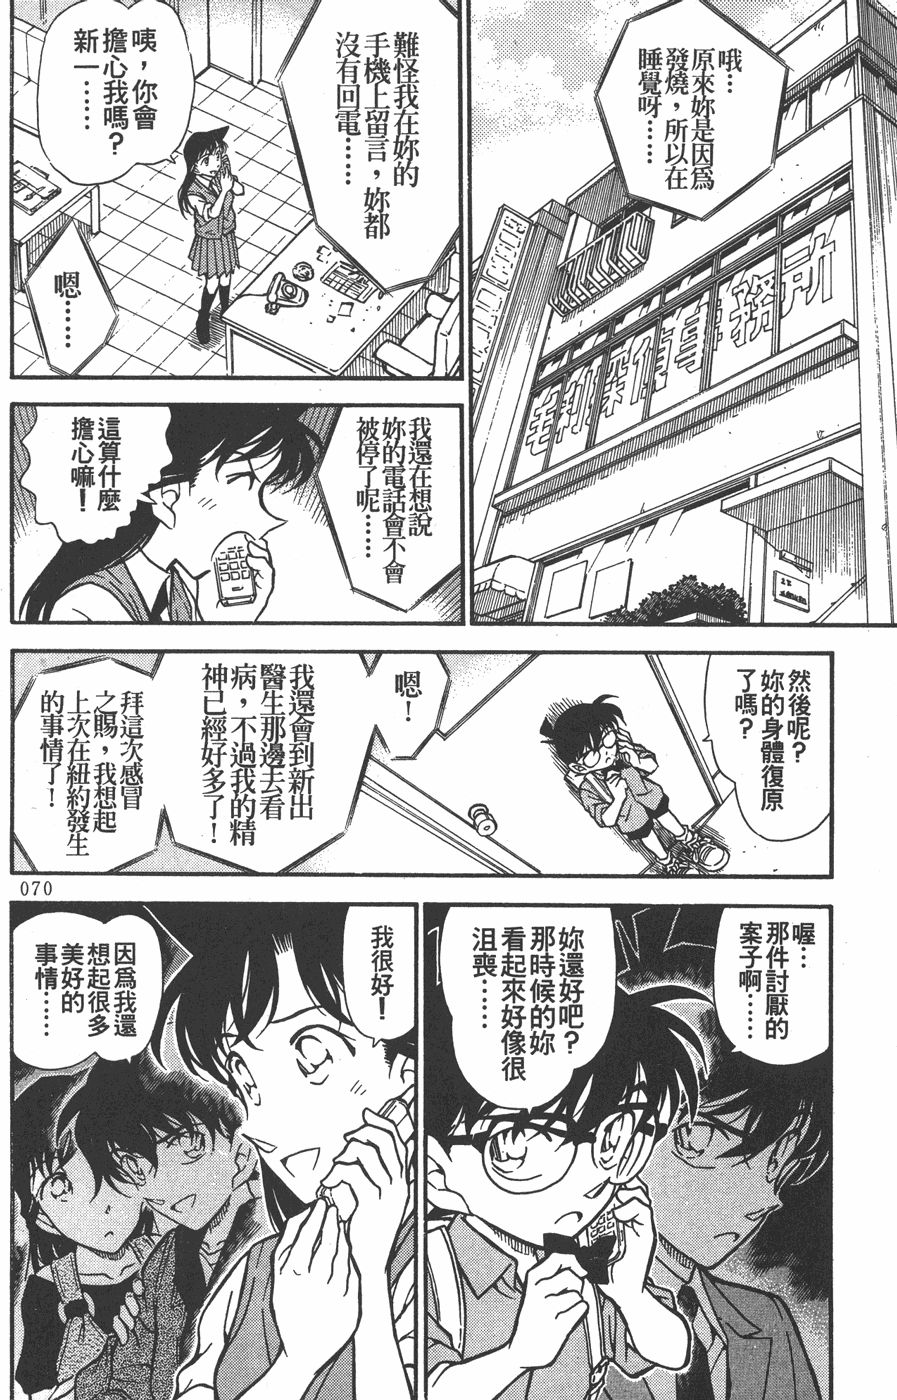 哦…
原來妳是因為
發燒，所以在
睡覺呀……
毛利偵探事務所
難怪我在妳的
手機上留言，妳都
沒有回電……
咦，你會
擔心我嗎？
新一……
嗯……
我還在想說
妳的電話會不會
被停了呢……
這算什麼
擔心嘛！
然後呢？
妳的身體復原
了嗎？
嗯！
我還會到新出
醫生那邊去看
病，不過我的精
神已經好多了！
拜這次感冒
之賜，我想起
上次在紐約發生
的事情了！
070
喔…
那件討厭的
案子啊……
妳還好吧？
那時候的妳
看起來好像很
沮喪……
我很好！
因為我還
想起很多
美好的
事情……